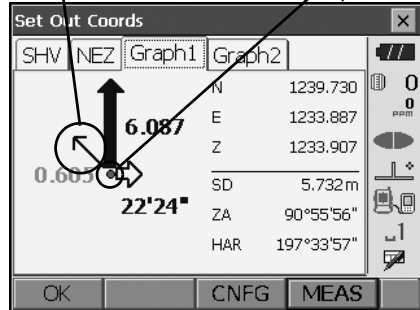 Set Out Coords
SHV NEZ Graph1 Graph2
N 1239.730
E 1233.887
Z 1233.907
SD 5.732m
ZA 90°55'56"
HAR 197°33'57"
6.087
0.605
22'24"
0
0
PPM
1
OK CNFG MEAS